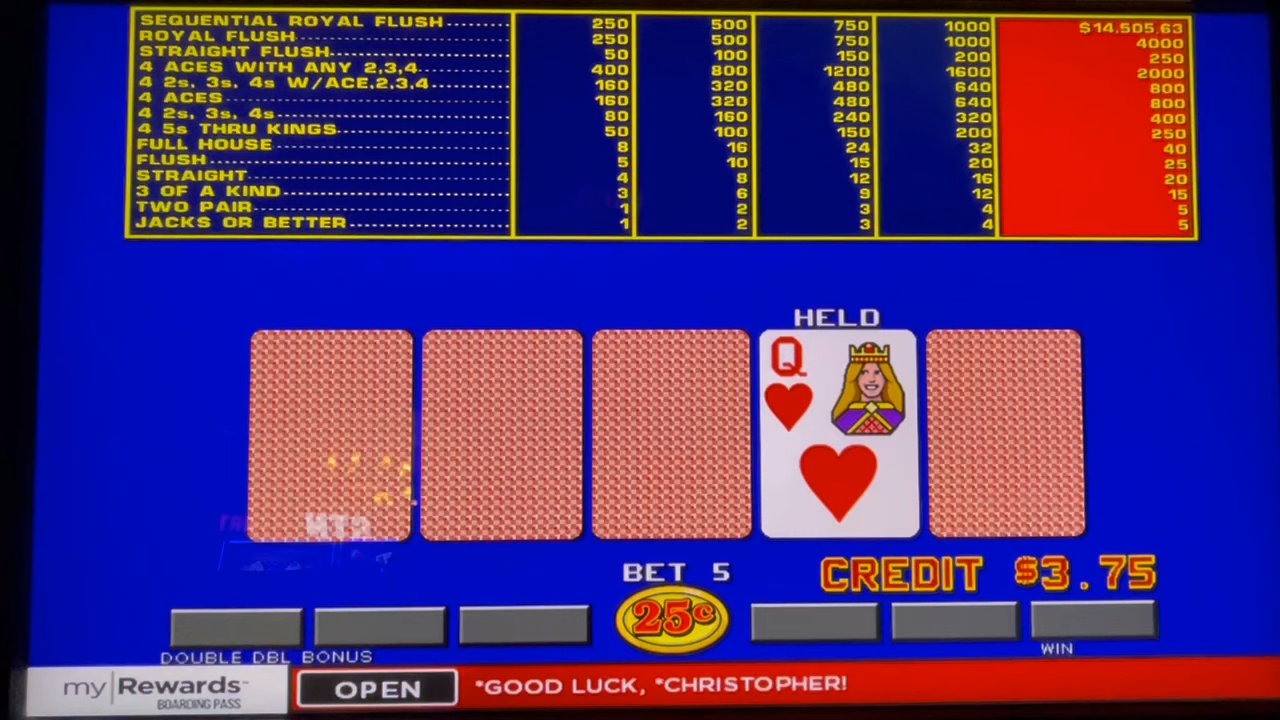 SEQUENTIAL ROYAL FLUSH 250 500 750 1000 $14,505.63
ROYAL FLUSH 250 500 750 1000 4000
STRAIGHT FLUSH 50 100 150 200 250
4 ACES WITH ANY 2,3,4 400 800 1200 1600 2000
4 2s, 3s, 4s W/ACE,2,3,4 160 320 480 640 800
4 ACES 160 320 480 640 800
4 2s, 3s, 4s 80 160 240 320 400
4 5s THRU KINGS 50 100 150 200 250
FULL HOUSE 8 16 24 32 40
FLUSH 5 10 15 20 25
STRAIGHT 4 8 12 16 20
3 OF A KIND 3 6 9 12 15
TWO PAIR 1 2 3 4 5
JACKS OR BETTER 1 2 3 4 5
HELD
Q
BET 5
CREDIT $3.75
25¢
DOUBLE DBL BONUS
WIN
my|Rewards
BOARDING PASS
OPEN
*GOOD LUCK, *CHRISTOPHER!